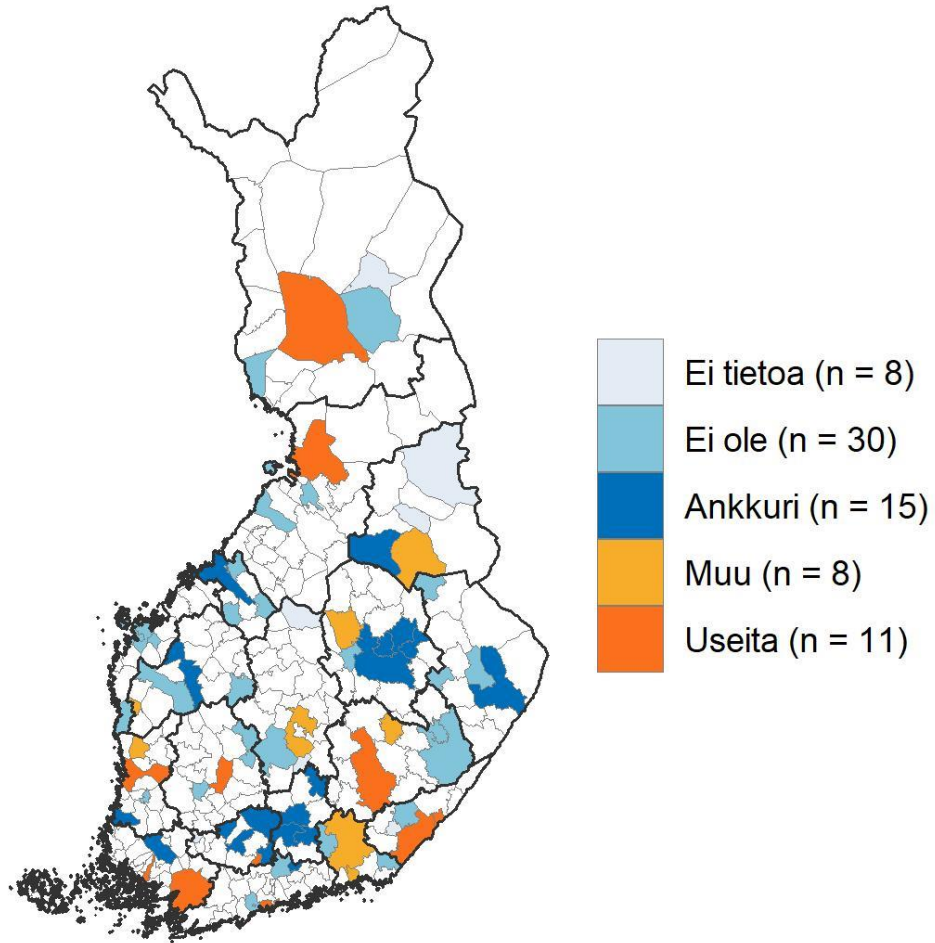 Ei tietoa (n = 8)
Ei ole (n = 30)
Ankkuri (n = 15)
Muu (n = 8)
Useita (n = 11)